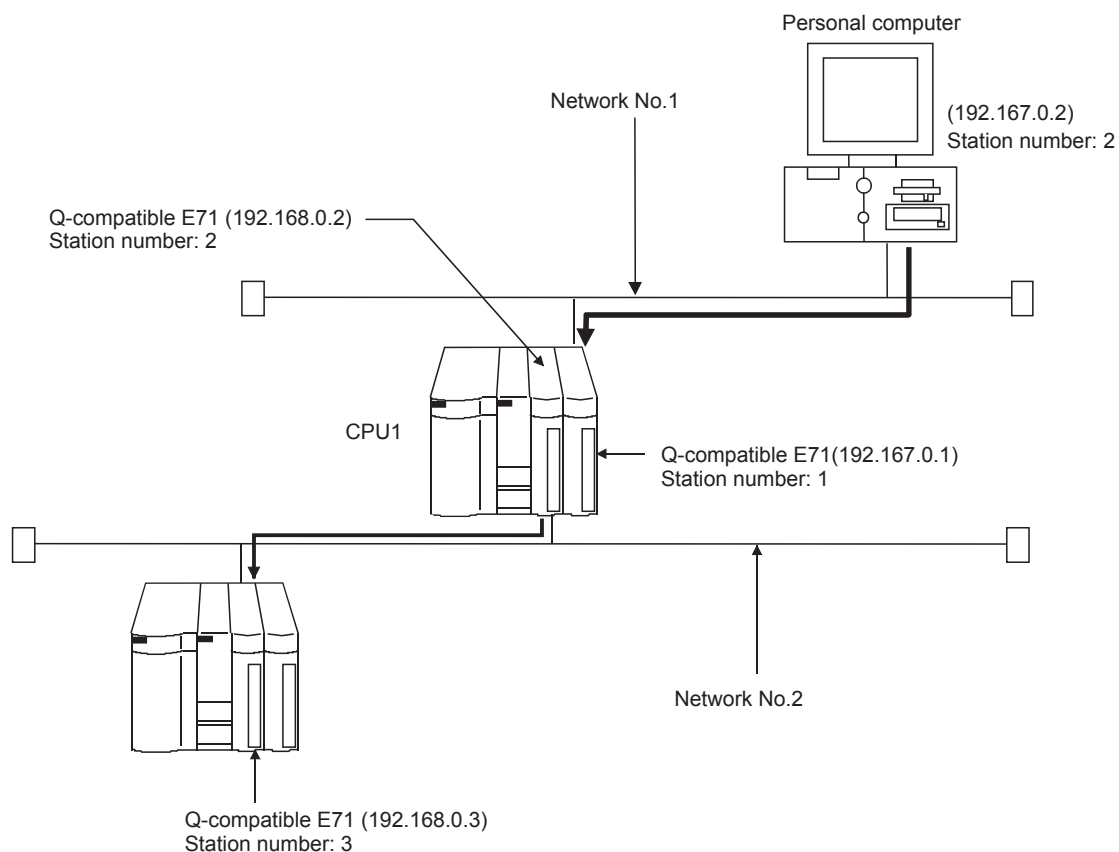 Personal computer
Network No.1
(192.167.0.2)
Station number: 2
Q-compatible E71 (192.168.0.2)
Station number: 2
CPU1
Q-compatible E71(192.167.0.1)
Station number: 1
Network No.2
Q-compatible E71 (192.168.0.3)
Station number: 3